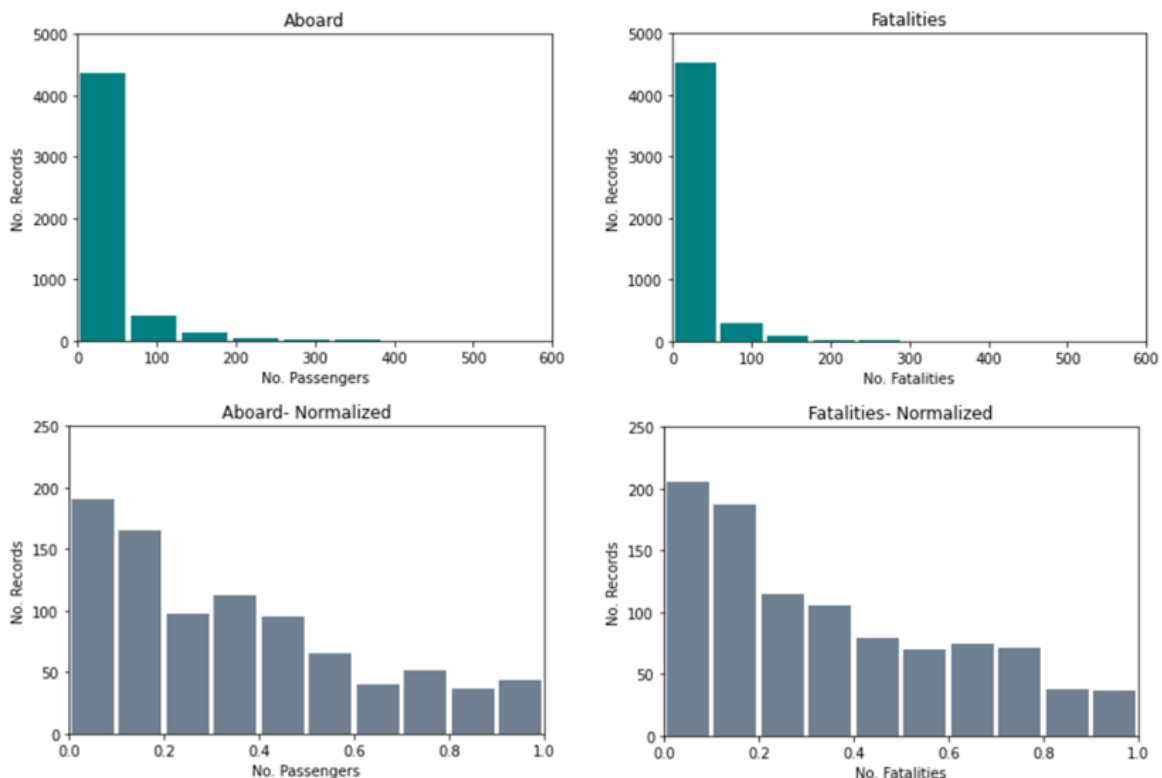 Aboard
5000
4000
3000
2000
1000
0
No. Records
0 100 200 300 400 500 600
No. Passengers
Fatalities
5000
4000
3000
2000
1000
0
No. Records
0 100 200 300 400 500 600
No. Fatalities
Aboard- Normalized
250
200
150
100
50
0
No. Records
0.0 0.2 0.4 0.6 0.8 1.0
No. Passengers
Fatalities- Normalized
250
200
150
100
50
0
No. Records
0.0 0.2 0.4 0.6 0.8 1.0
No. Fatalities